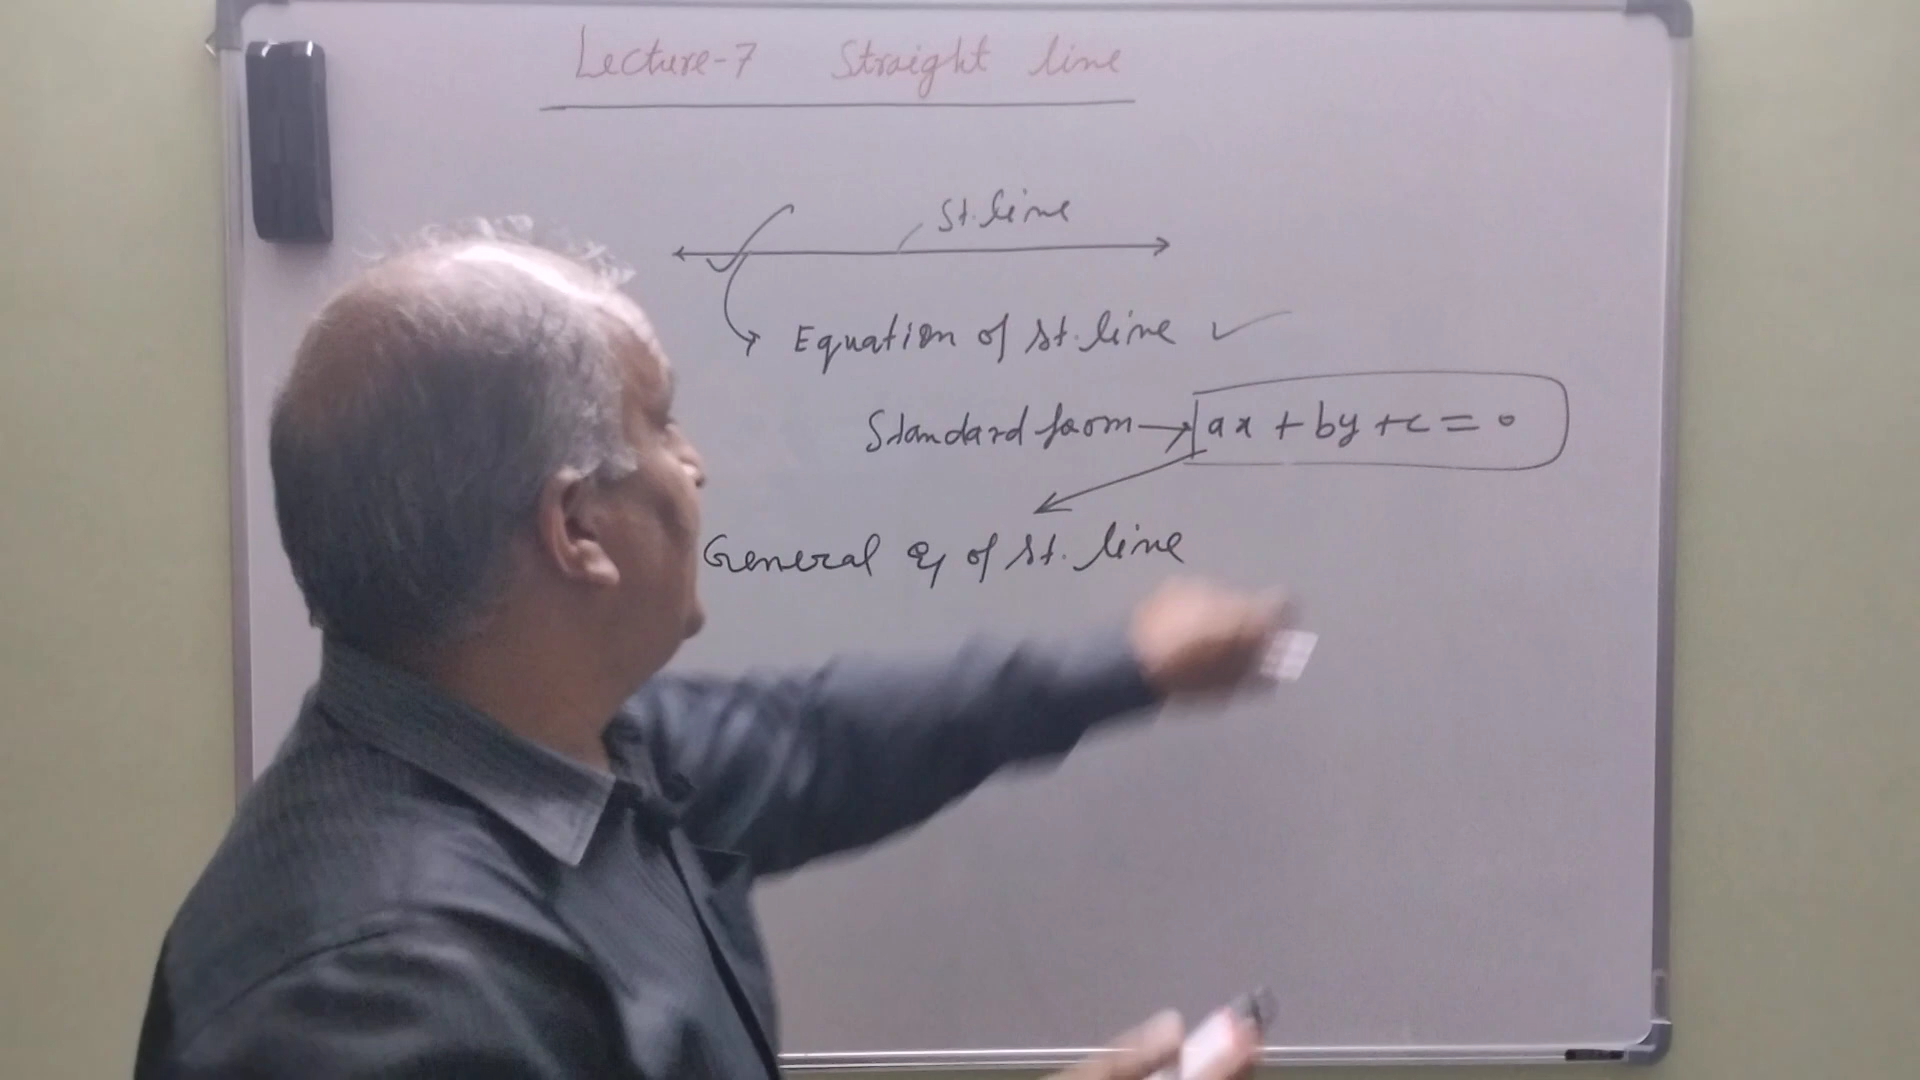 Lecture-7 Straight line
St. line
Equation of st. line
Standard form → ax + by + c = 0
General eq of st. line